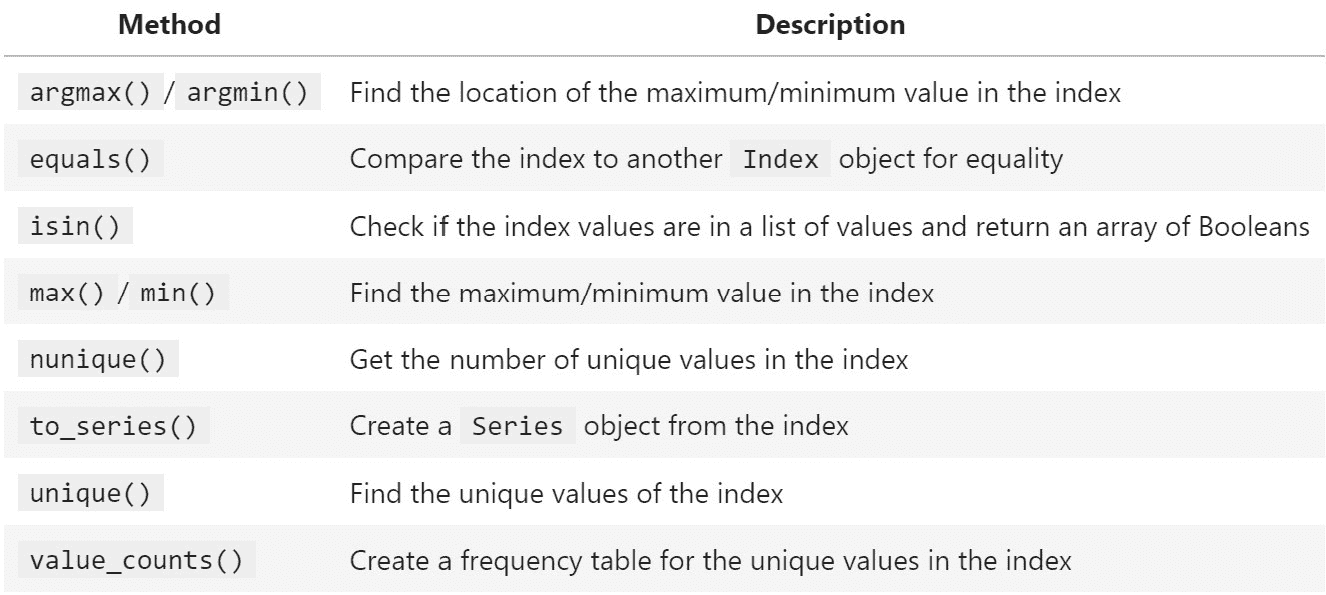 Method Description
argmax() / argmin() Find the location of the maximum/minimum value in the index
equals() Compare the index to another Index object for equality
isin() Check if the index values are in a list of values and return an array of Booleans
max() / min() Find the maximum/minimum value in the index
nunique() Get the number of unique values in the index
to_series() Create a Series object from the index
unique() Find the unique values of the index
value_counts() Create a frequency table for the unique values in the index